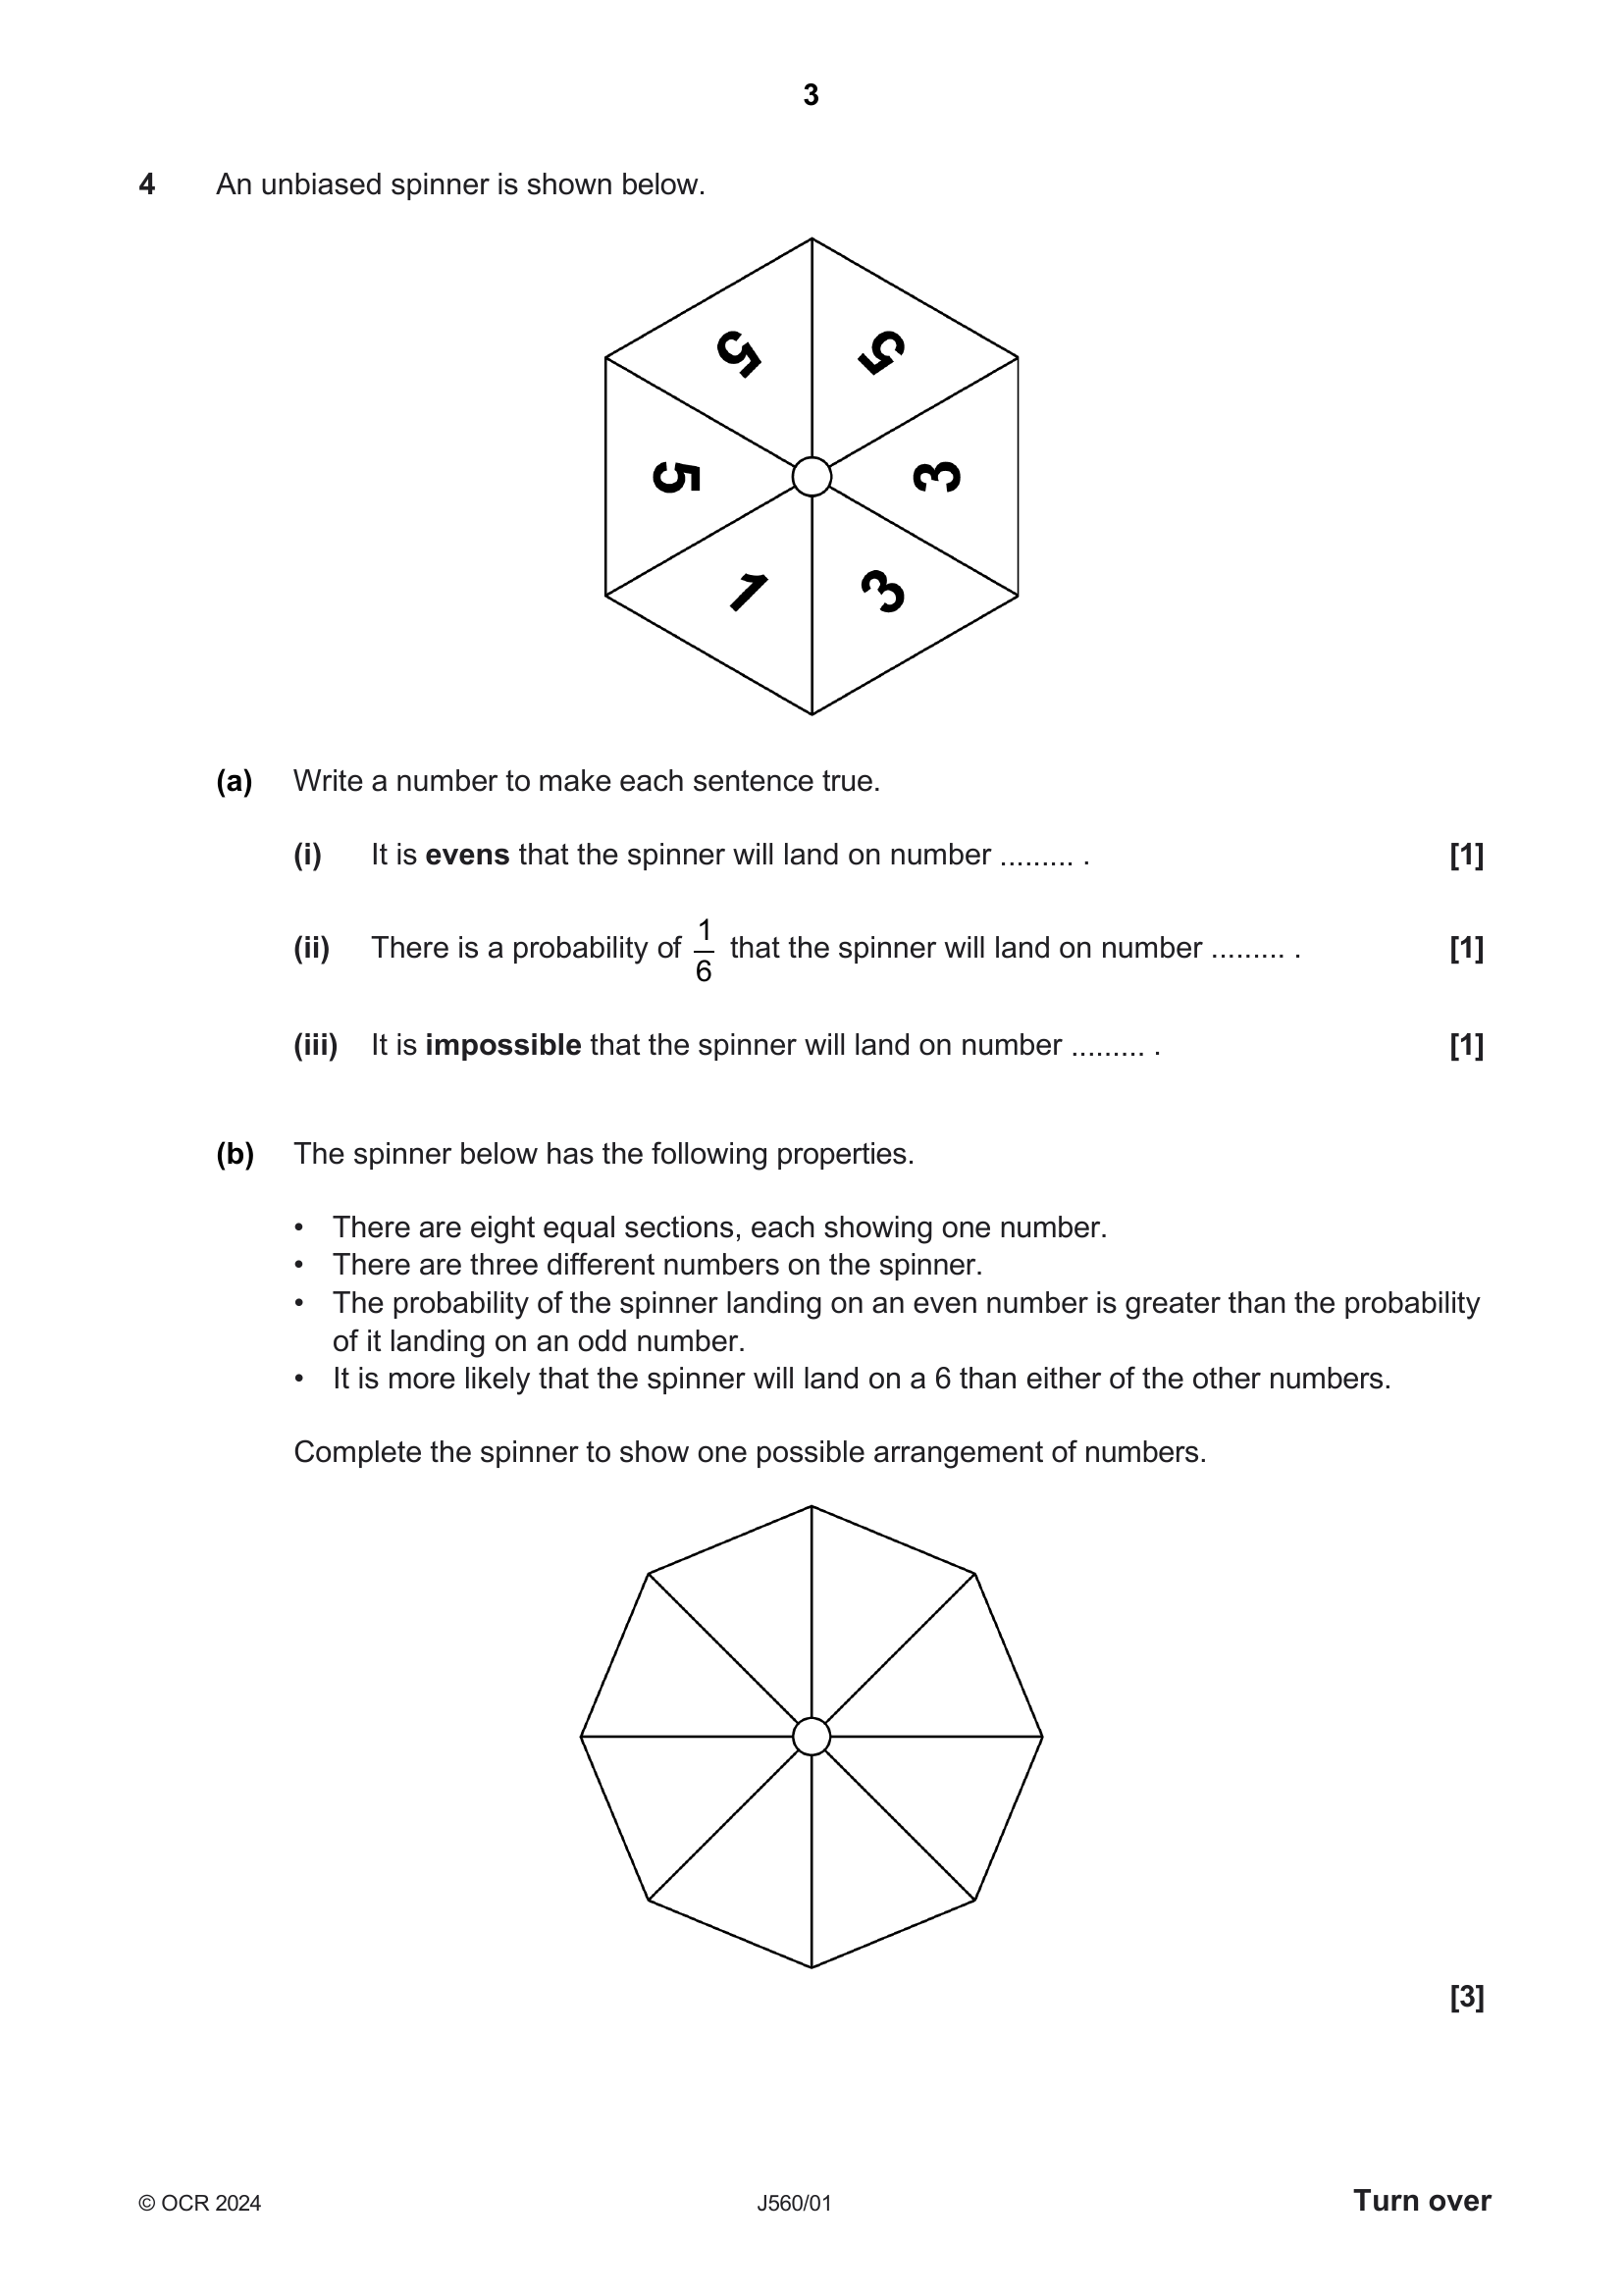 3
4 An unbiased spinner is shown below.
5 5
5 3
1 3
(a) Write a number to make each sentence true.
(i) It is evens that the spinner will land on number ......... . [1]
(ii) There is a probability of 1/6 that the spinner will land on number ......... . [1]
(iii) It is impossible that the spinner will land on number ......... . [1]
(b) The spinner below has the following properties.
• There are eight equal sections, each showing one number.
• There are three different numbers on the spinner.
• The probability of the spinner landing on an even number is greater than the probability
of it landing on an odd number.
• It is more likely that the spinner will land on a 6 than either of the other numbers.
Complete the spinner to show one possible arrangement of numbers.
[3]
© OCR 2024 J560/01 Turn over